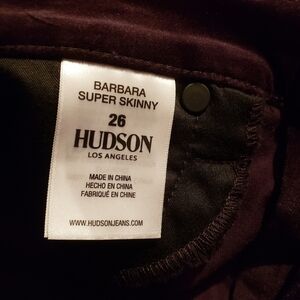 BARBARA
SUPER SKINNY
26
HUDSON
LOS ANGELES
MADE IN CHINA
HECHO EN CHINA
FABRIQUÉ EN CHINE
WWW.HUDSONJEANS.COM